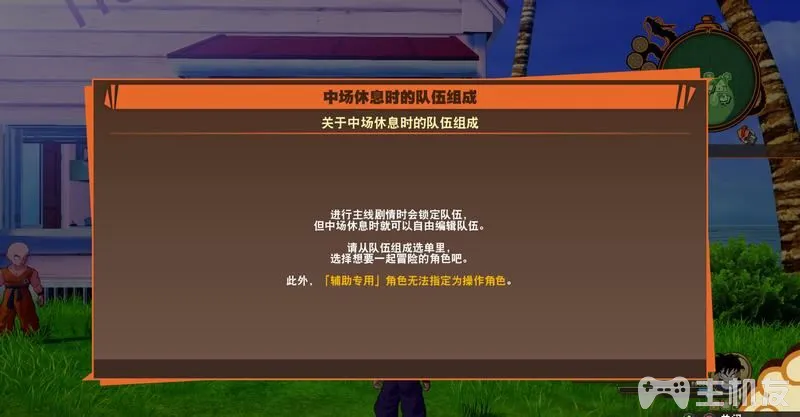 中场休息时的队伍组成
关于中场休息时的队伍组成
进行主线剧情时会锁定队伍，
但中场休息时就可以自由编辑队伍。
请从队伍组成选单里，
选择想要一起冒险的角色吧。
此外，「辅助专用」角色无法指定为操作角色。
主机友